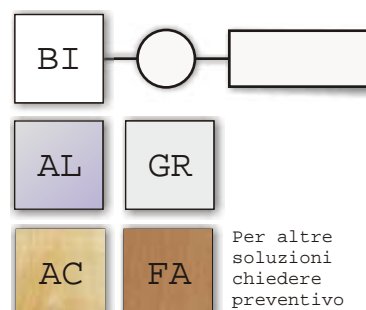 BI
AL GR
AC FA
Per altre
soluzioni
chiedere
preventivo